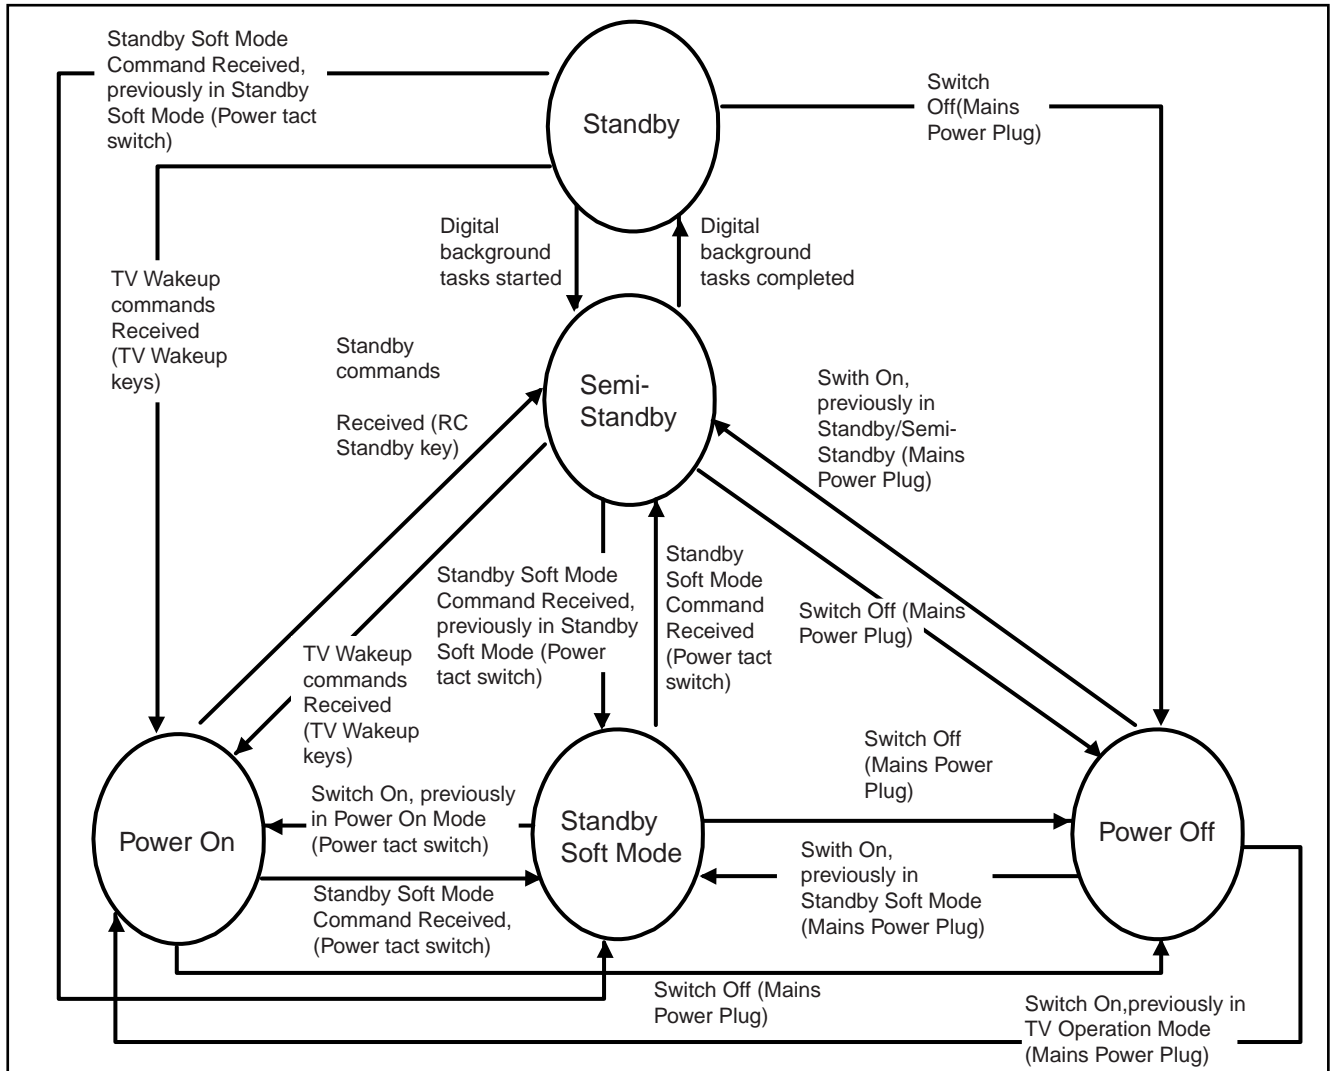 Standby Soft Mode
Command Received,
previously in Standby
Soft Mode (Power tact
switch)
Standby
Switch
Off(Mains
Power Plug)
Digital
background
tasks started
Digital
background
tasks completed
TV Wakeup
commands
Received
(TV Wakeup
keys)
Standby
commands
Received (RC
Standby key)
Semi-
Standby
Swith On,
previously in
Standby/Semi-
Standby (Mains
Power Plug)
Standby Soft Mode
Command Received,
previously in Standby
Soft Mode (Power
tact switch)
Standby
Soft Mode
Command
Received
(Power tact
switch)
Switch Off (Mains
Power Plug)
TV Wakeup
commands
Received
(TV Wakeup
keys)
Switch Off
(Mains Power
Plug)
Power On
Switch On, previously
in Power On Mode
(Power tact switch)
Standby
Soft Mode
Power Off
Swith On,
previously in
Standby Soft Mode
(Mains Power Plug)
Standby Soft Mode
Command Received,
(Power tact switch)
Switch Off (Mains
Power Plug)
Switch On,previously in
TV Operation Mode
(Mains Power Plug)